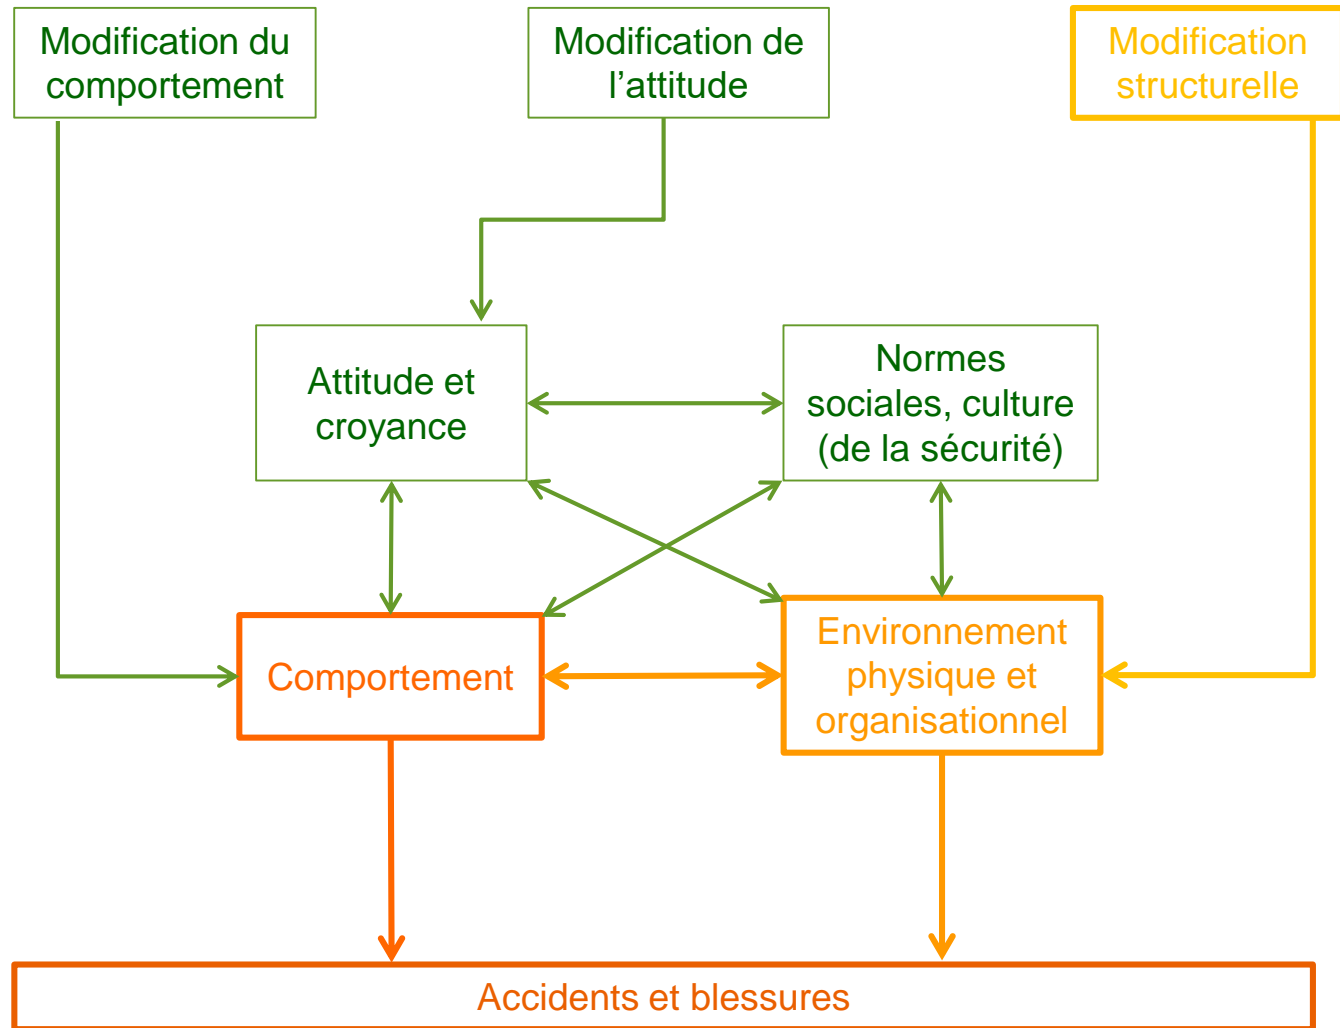 Modification du
comportement
Modification de
l’attitude
Modification
structurelle
Attitude et
croyance
Normes
sociales, culture
(de la sécurité)
Comportement
Environnement
physique et
organisationnel
Accidents et blessures